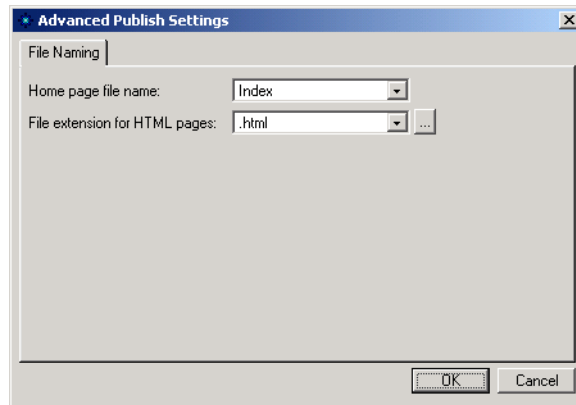 Advanced Publish Settings
File Naming
Home page file name: Index
File extension for HTML pages: .html ...
OK Cancel